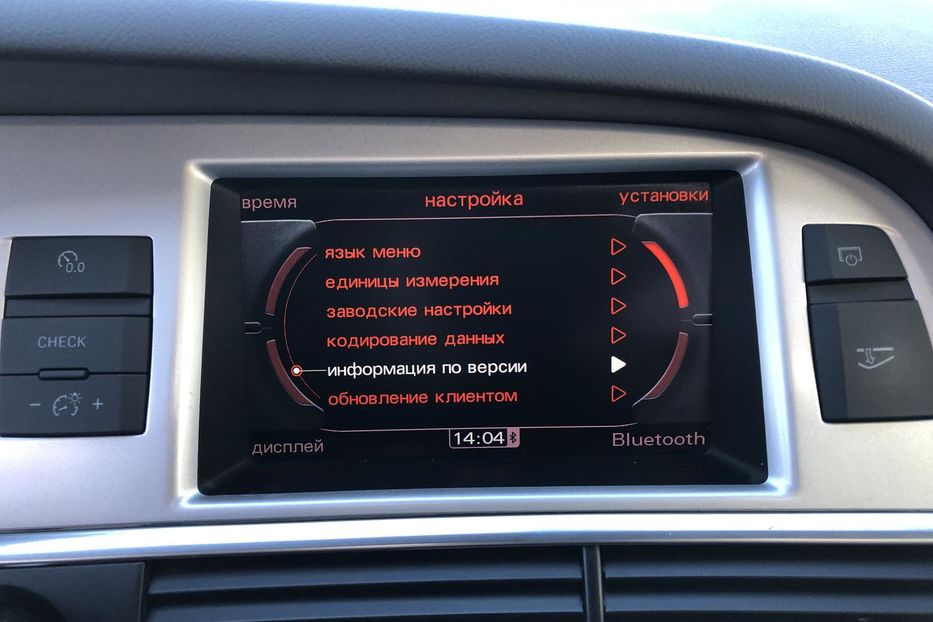 время настройка установки
0.0
язык меню
единицы измерения
заводские настройки
CHECK
кодирование данных
информация по версии
- +
обновление клиентом
дисплей 14:04 Bluetooth